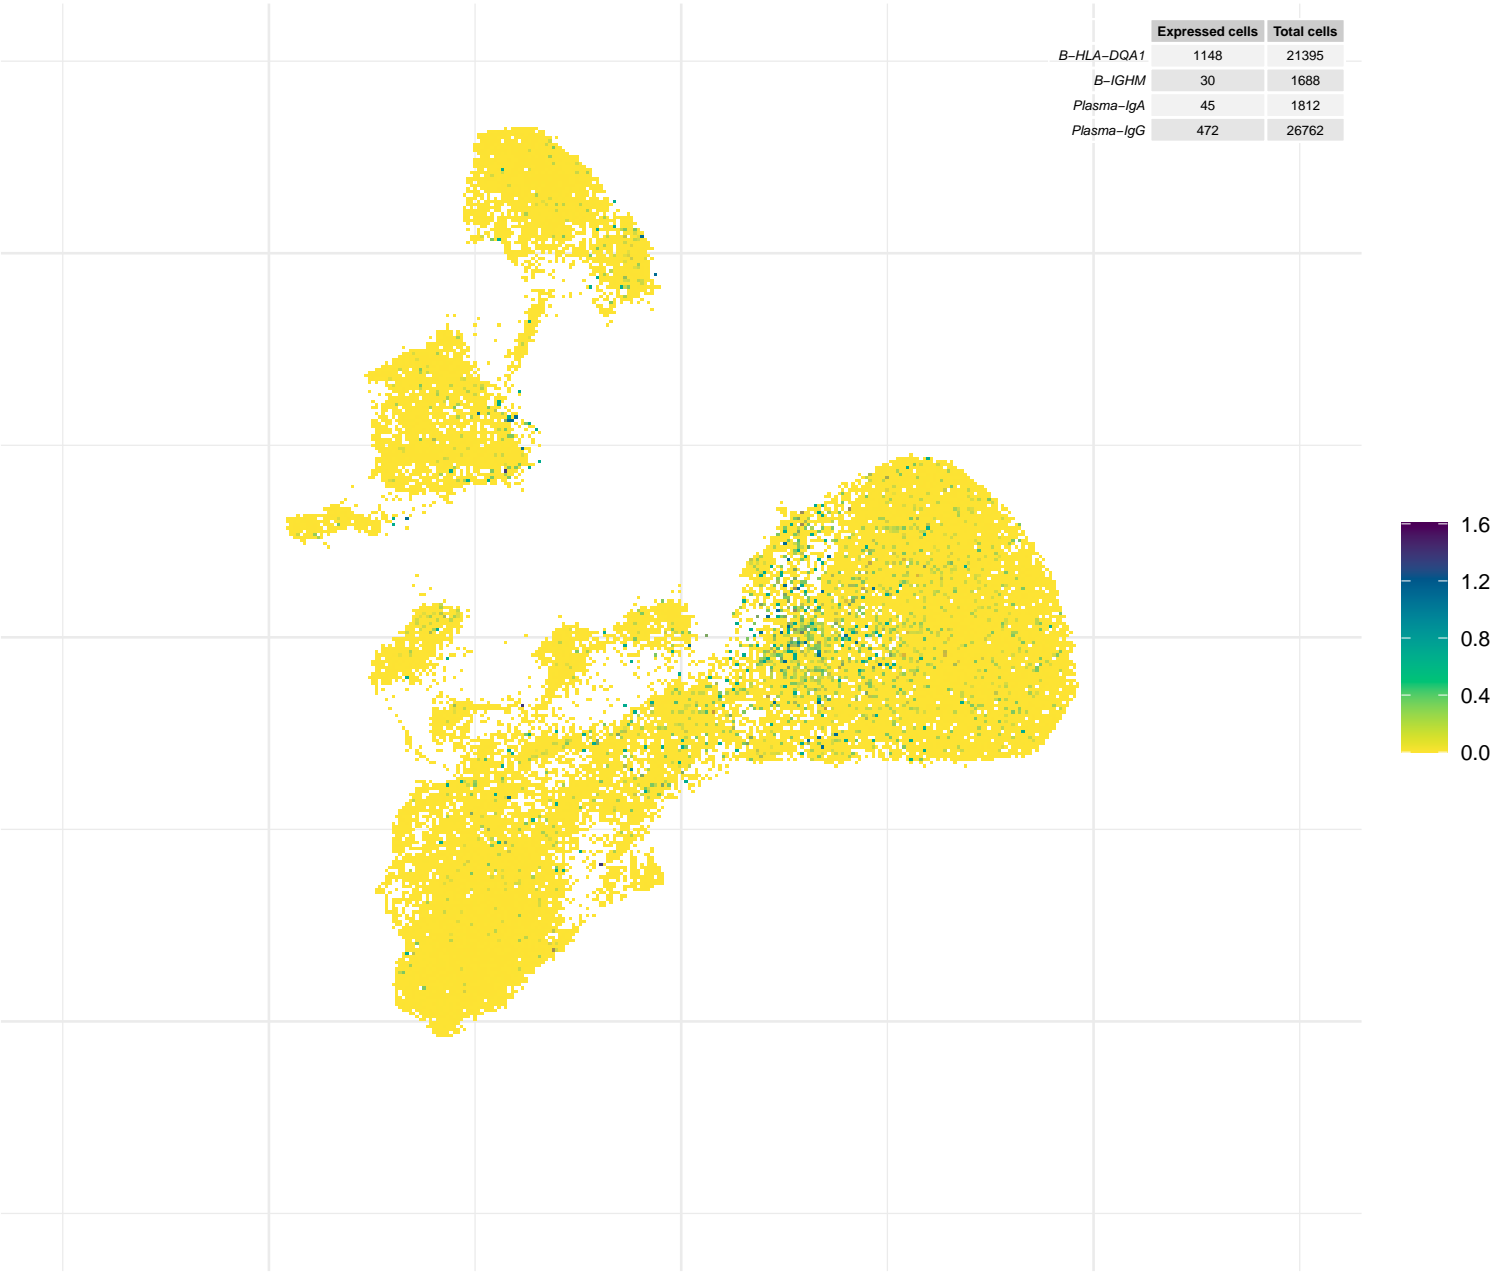 Expressed cells Total cells
B−HLA−DQA1 1148 21395
B−IGHM 30 1688
Plasma−IgA 45 1812
Plasma−IgG 472 26762
1.6
1.2
0.8
0.4
0.0